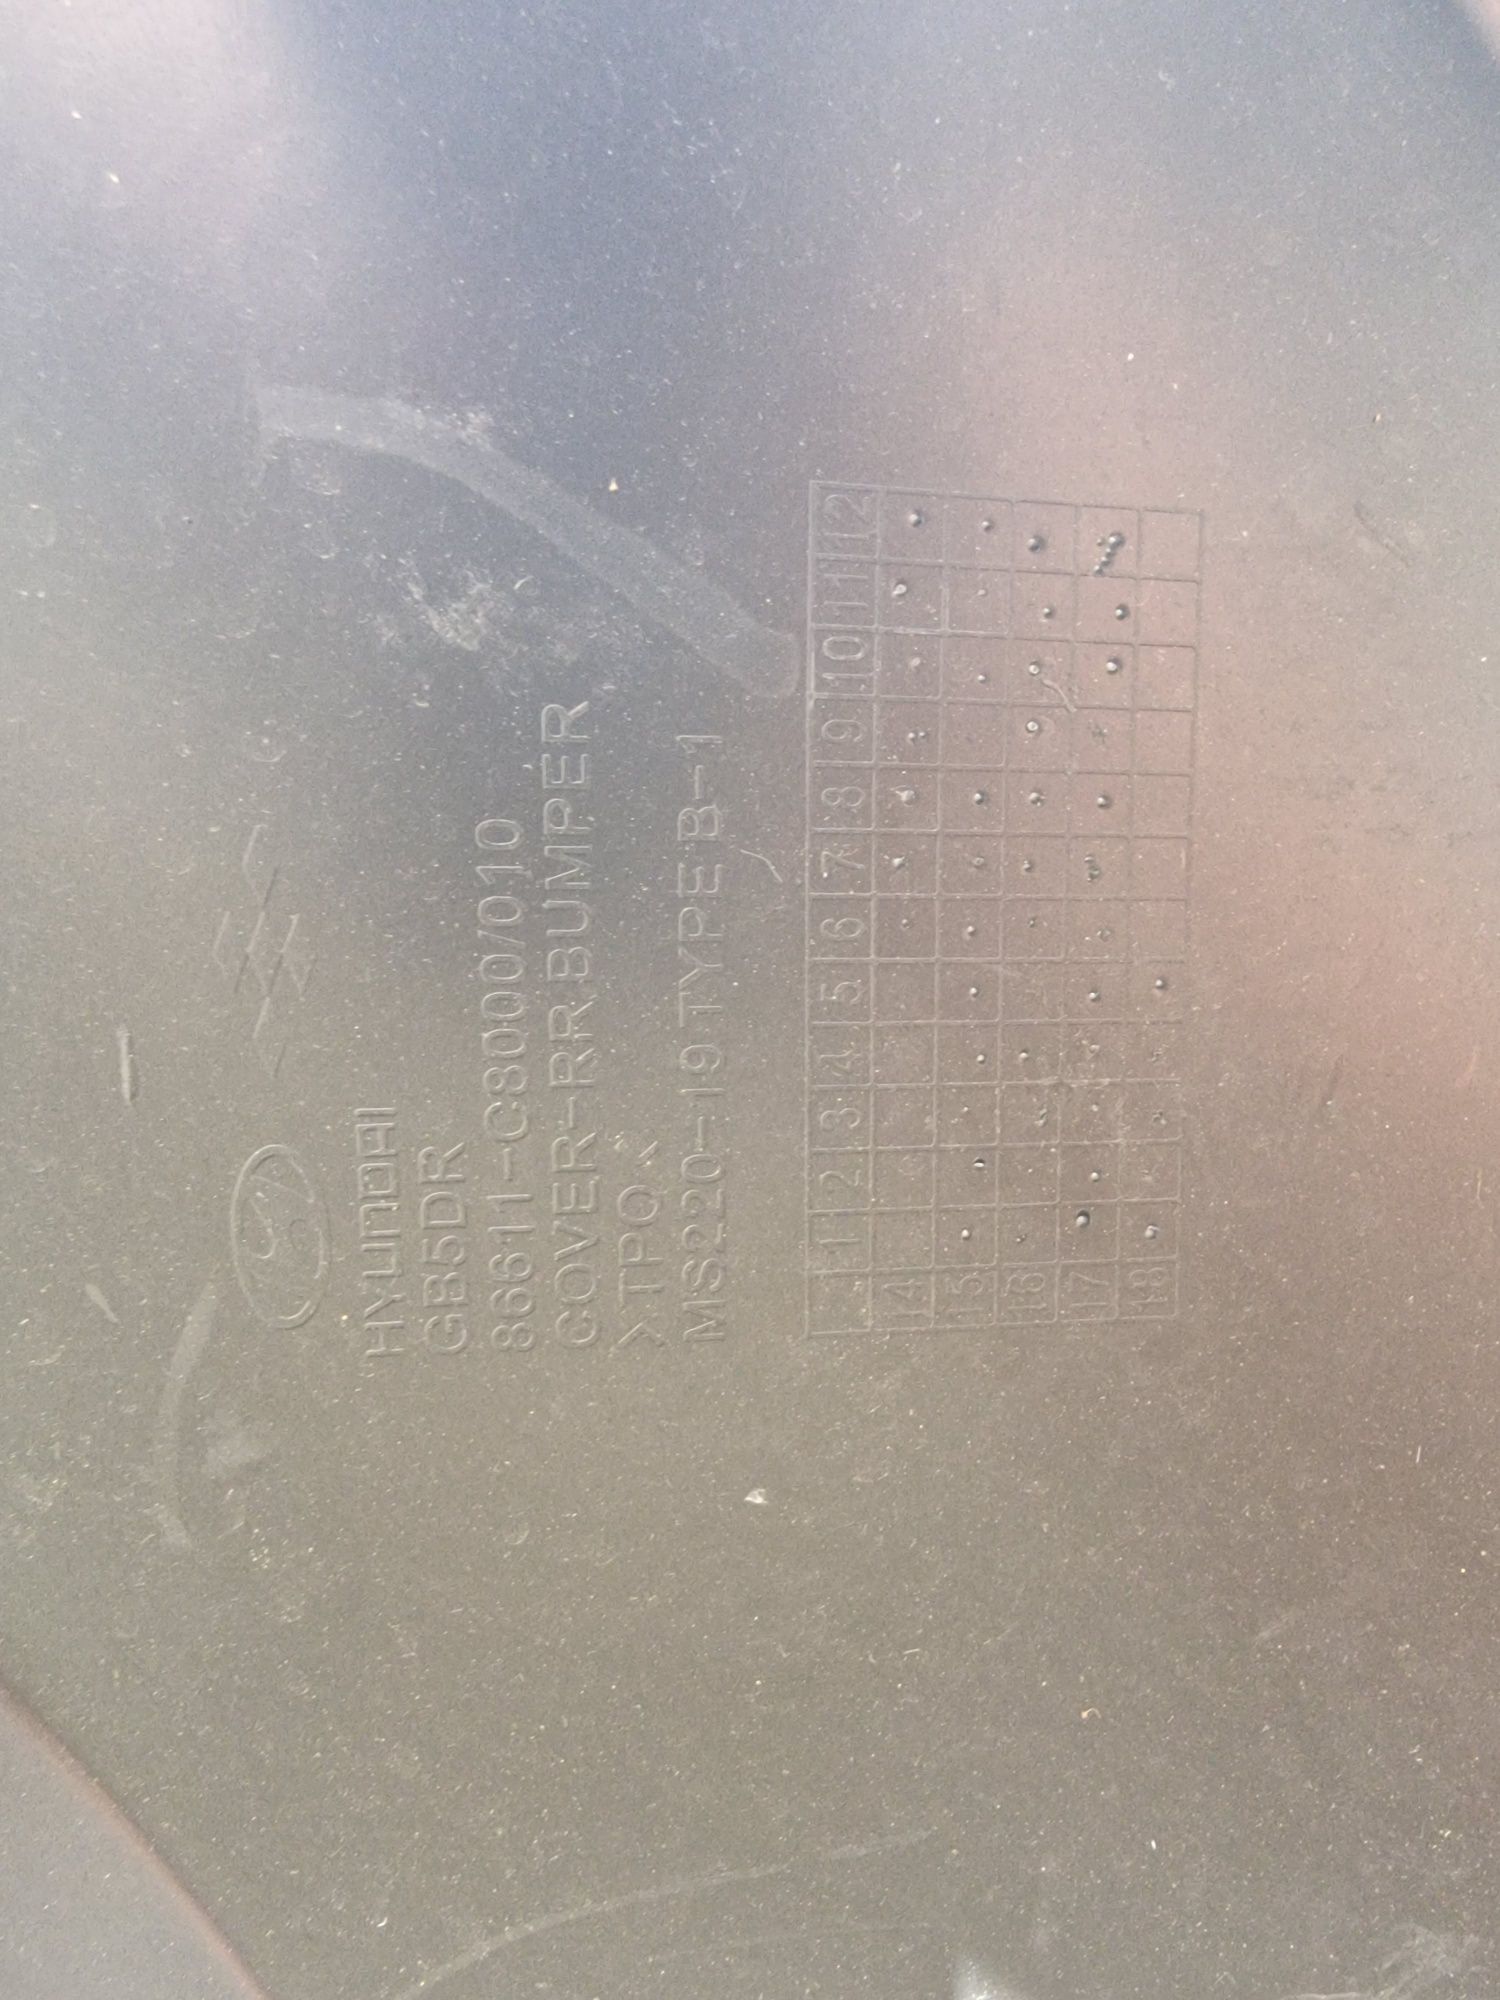 HYUNDAI
GB5DR
86611-C8000/010
COVER-RR BUMPER
>TPO<
MS220-19 TYPE B-1
1 2 3 4 5 6 7 8 9 10 11 12
14
15
16
17
18